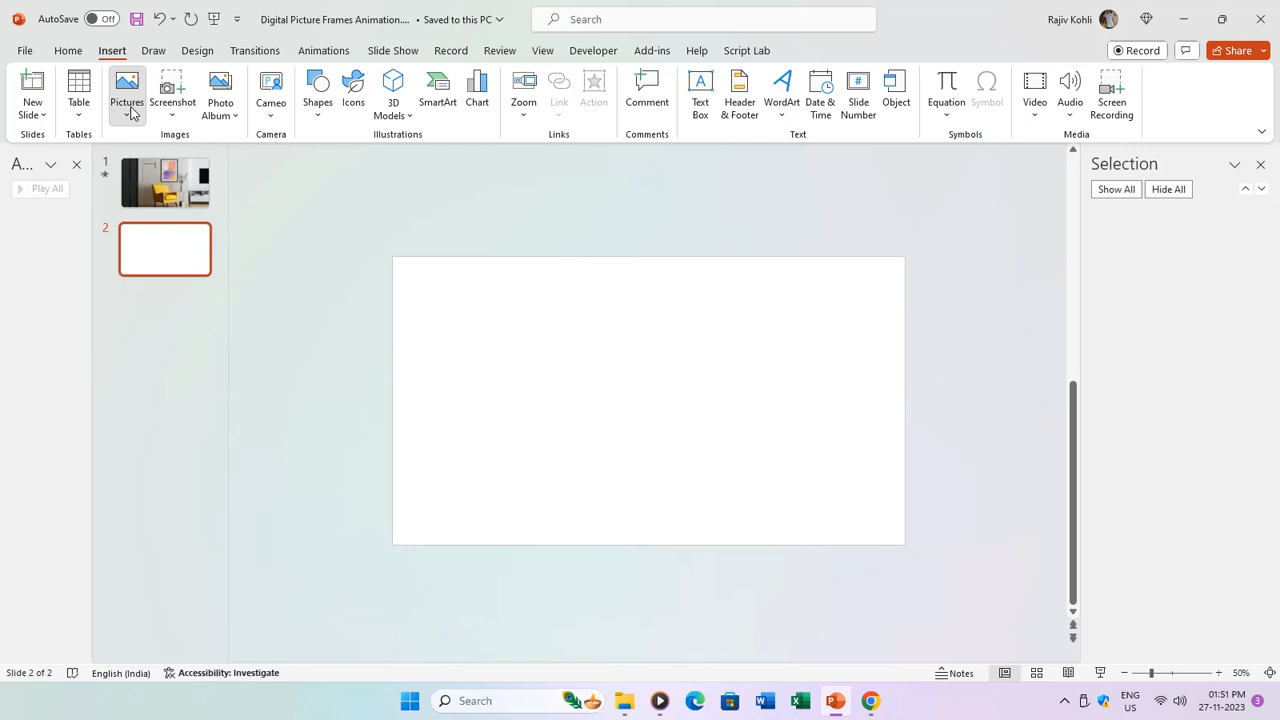 AutoSave Off Digital Picture Frames Animation.... • Saved to this PC Search Rajiv Kohli
File Home Insert Draw Design Transitions Animations Slide Show Record Review View Developer Add-ins Help Script Lab Record Share
New Slide Table Pictures Screenshot Photo Album Cameo Shapes Icons 3D Models SmartArt Chart Zoom Link Action Comment Text Box Header & Footer WordArt Date & Time Slide Number Object Equation Symbol Video Audio Screen Recording
Slides Tables Images Camera Illustrations Links Comments Text Symbols Media
A... Selection
Play All Show All Hide All
1
2
Slide 2 of 2 English (India) Accessibility: Investigate Notes 50%
Search ENG US 01:51 PM 27-11-2023 3